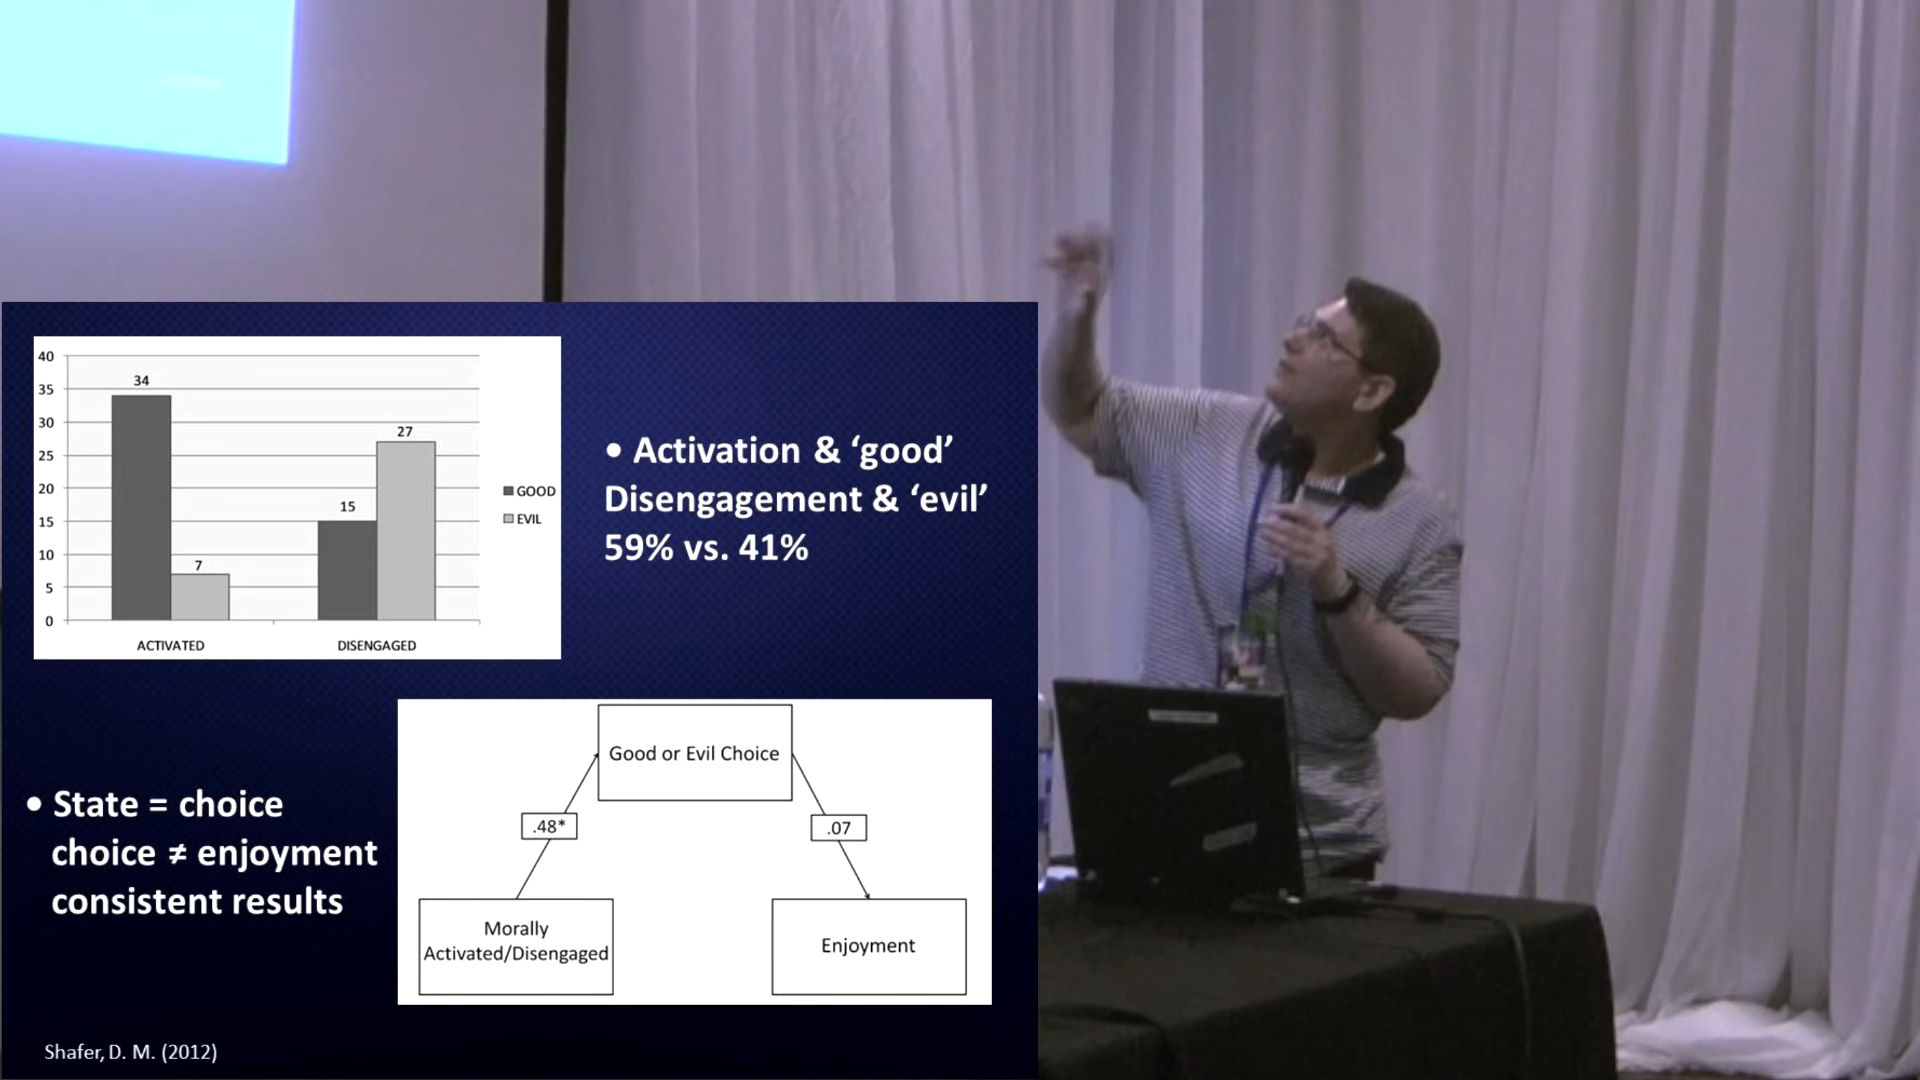 40
35
30
25
20
15
10
5
0
34
7
15
27
ACTIVATED
DISENGAGED
GOOD
EVIL
• Activation & ‘good’
Disengagement & ‘evil’
59% vs. 41%
• State = choice
choice ≠ enjoyment
consistent results
Good or Evil Choice
.48*
.07
Morally
Activated/Disengaged
Enjoyment
Shafer, D. M. (2012)